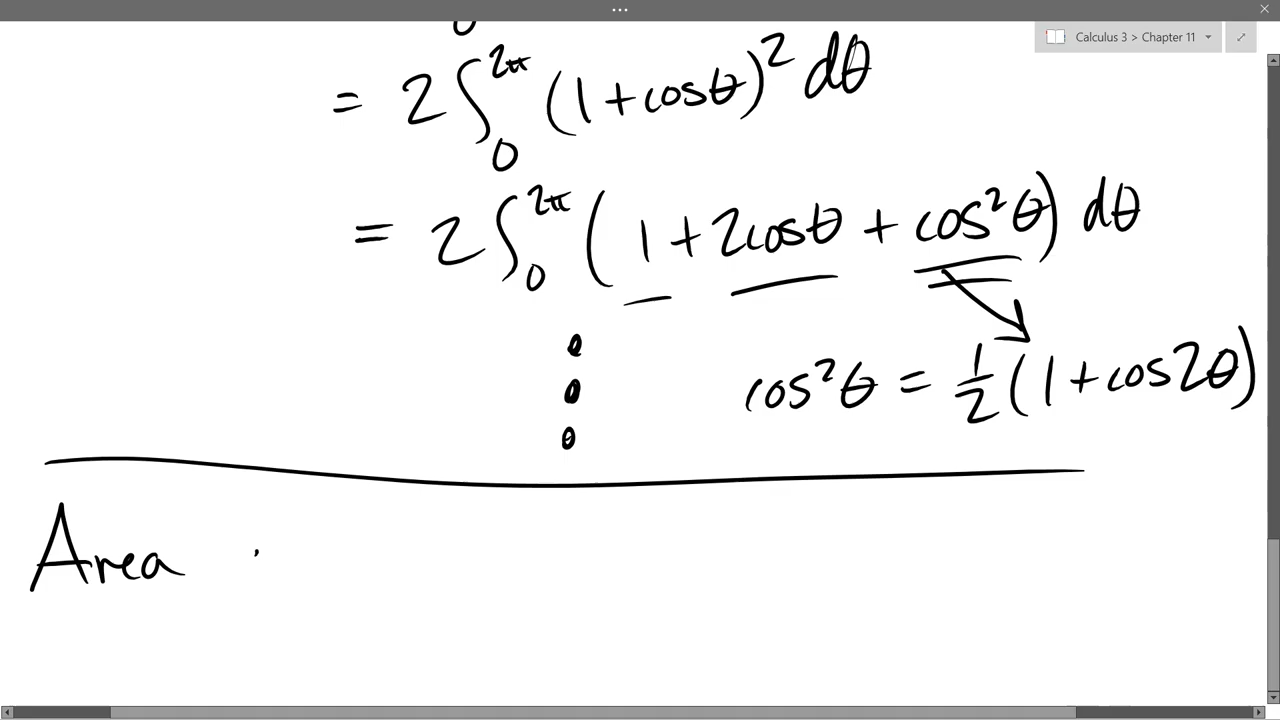 ...
Calculus 3 > Chapter 11
0
= 2∫₀^{2π} (1+cosθ)² dθ
= 2∫₀^{2π} (1 + 2cosθ + cos²θ) dθ
cos²θ = 1/2 (1+cos2θ)
Area